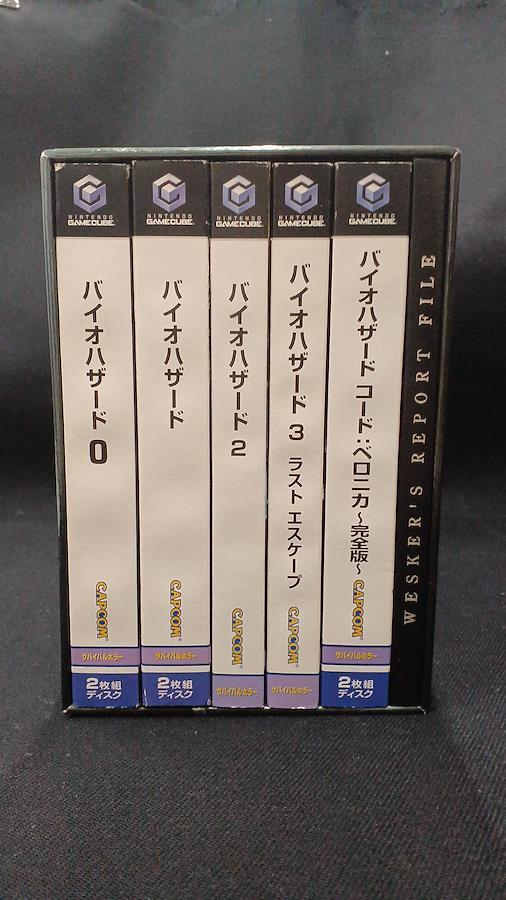 NINTENDO
GAMECUBE
バイオハザード 0
CAPCOM
サバイバルホラー
2枚組
ディスク
NINTENDO
GAMECUBE
バイオハザード
CAPCOM
サバイバルホラー
2枚組
ディスク
NINTENDO
GAMECUBE
バイオハザード 2
CAPCOM
サバイバルホラー
NINTENDO
GAMECUBE
バイオハザード 3 ラスト エスケープ
CAPCOM
サバイバルホラー
NINTENDO
GAMECUBE
バイオハザード コード:ベロニカ ~完全版~
CAPCOM
サバイバルホラー
2枚組
ディスク
WESKER'S REPORT FILE